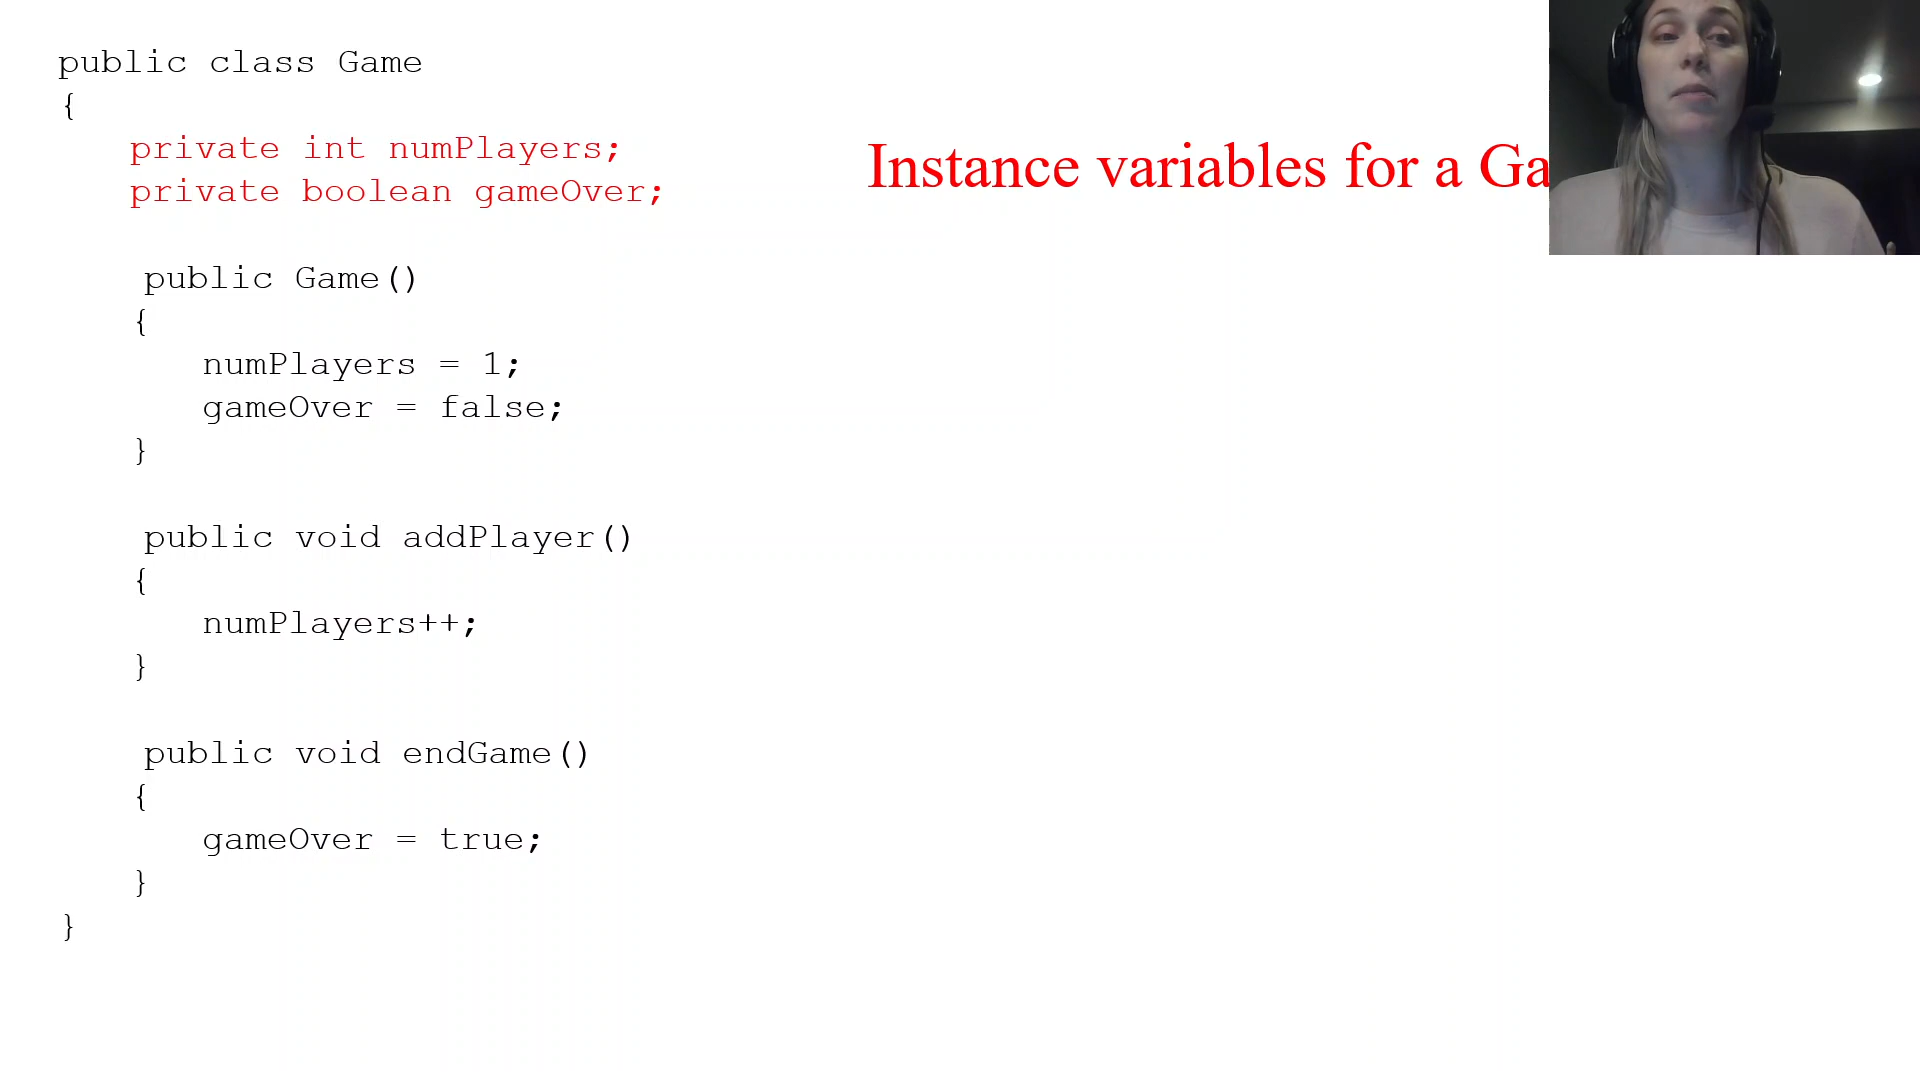 public class Game
{
private int numPlayers;
private boolean gameOver;
Instance variables for a
public Game()
{
numPlayers = 1;
gameOver = false;
}
public void addPlayer()
{
numPlayers++;
}
public void endGame()
{
gameOver = true;
}
}